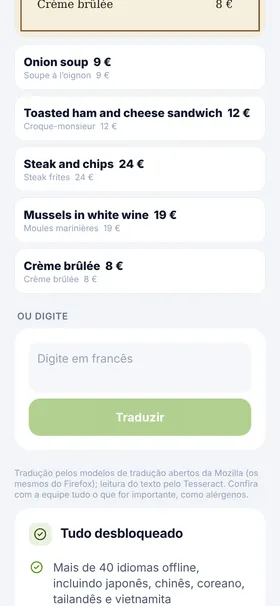 Crème brûlée 8 €
Onion soup 9 €
Soupe à l'oignon 9 €
Toasted ham and cheese sandwich 12 €
Croque-monsieur 12 €
Steak and chips 24 €
Steak frites 24 €
Mussels in white wine 19 €
Moules marinières 19 €
Crème brûlée 8 €
Crème brûlée 8 €
OU DIGITE
Digite em francês
Traduzir
Tradução pelos modelos de tradução abertos da Mozilla (os
mesmos do Firefox); leitura do texto pelo Tesseract. Confira
com a equipe tudo o que for importante, como alérgenos.
Tudo desbloqueado
Mais de 40 idiomas offline,
incluindo japonês, chinês, coreano,
tailandês e vietnamita